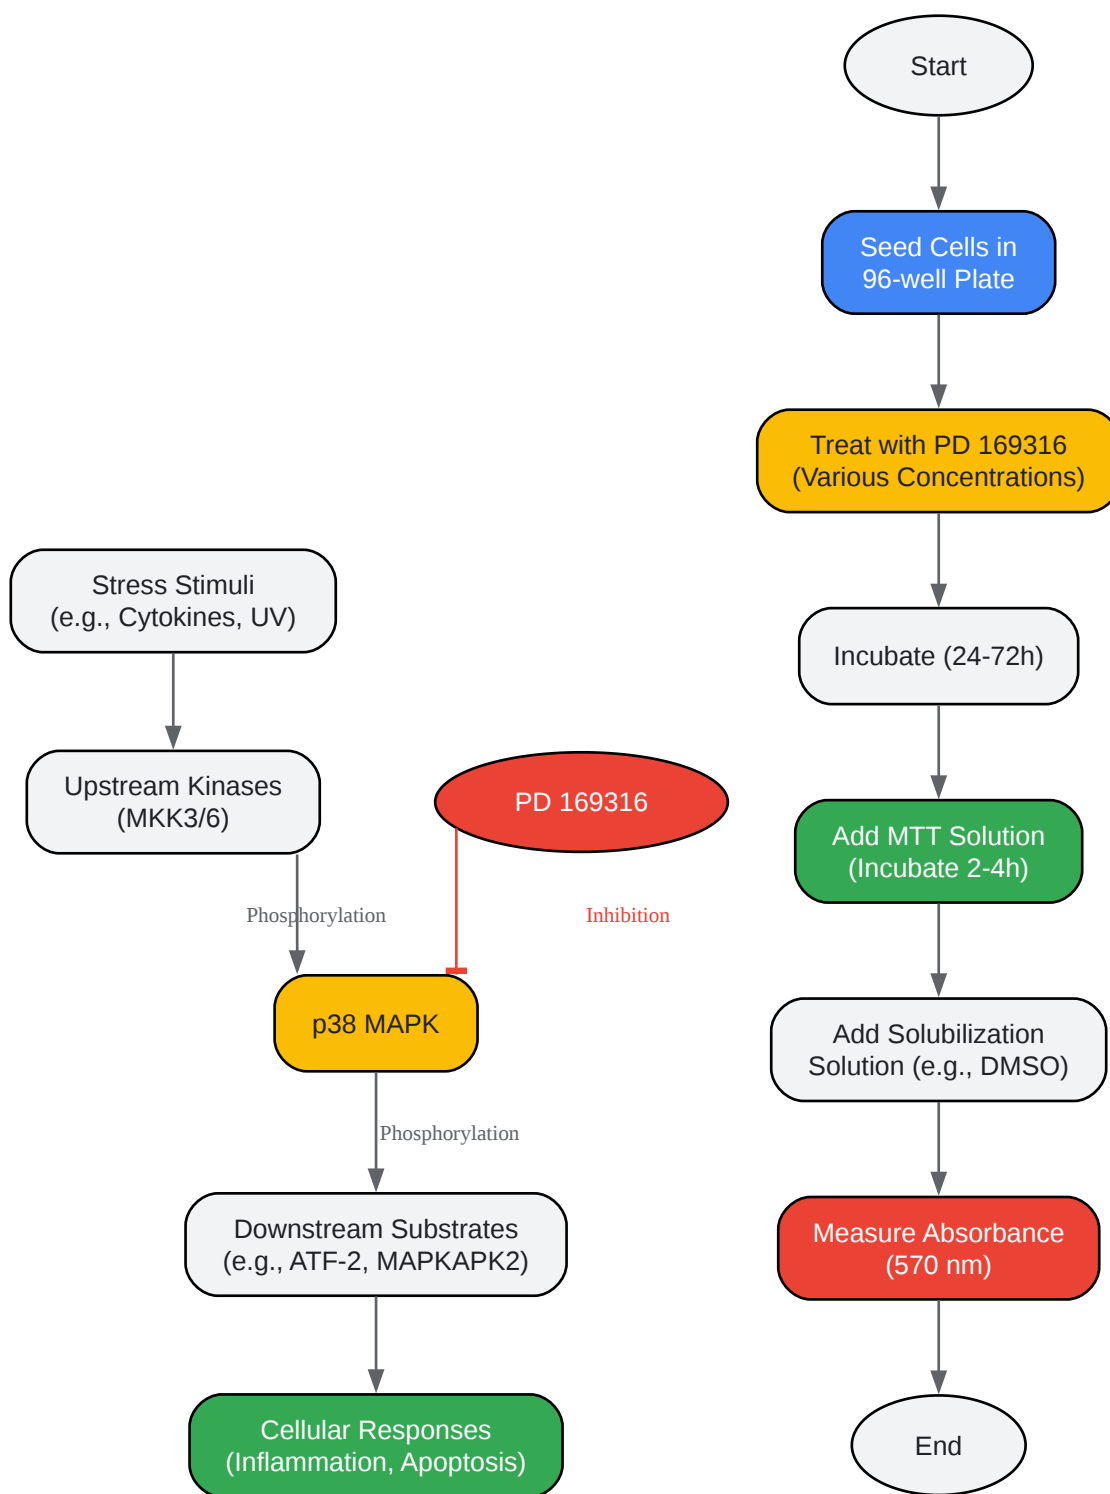 Stress Stimuli
(e.g., Cytokines, UV)
Upstream Kinases
(MKK3/6)
PD 169316
Phosphorylation
Inhibition
p38 MAPK
Phosphorylation
Downstream Substrates
(e.g., ATF-2, MAPKAPK2)
Cellular Responses
(Inflammation, Apoptosis)
Start
Seed Cells in
96-well Plate
Treat with PD 169316
(Various Concentrations)
Incubate (24-72h)
Add MTT Solution
(Incubate 2-4h)
Add Solubilization
Solution (e.g., DMSO)
Measure Absorbance
(570 nm)
End